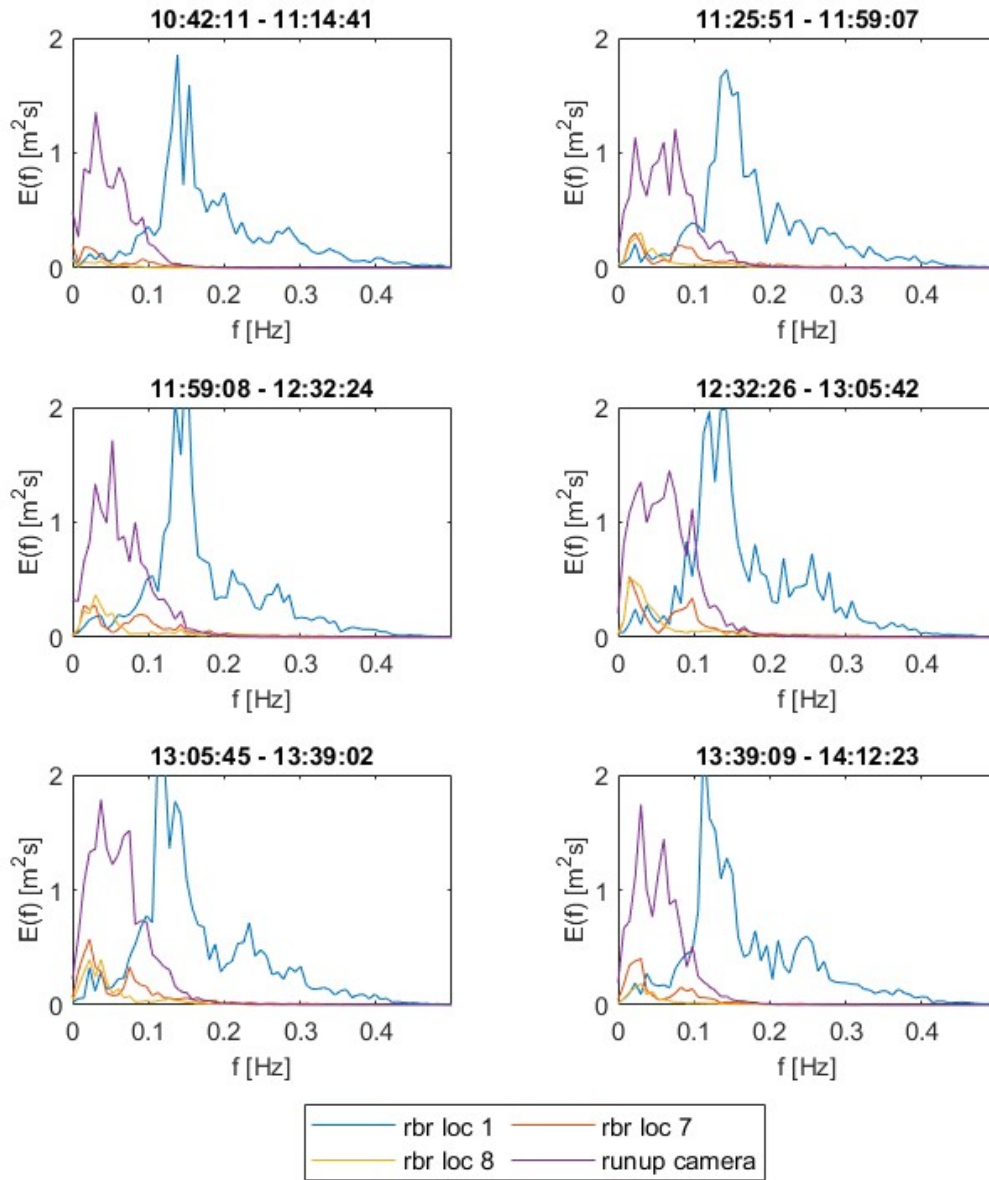 10:42:11 - 11:14:41
11:25:51 - 11:59:07
2
1
0
E(f) [m²s]
0 0.1 0.2 0.3 0.4
f [Hz]
2
1
0
E(f) [m²s]
0 0.1 0.2 0.3 0.4
f [Hz]
11:59:08 - 12:32:24
12:32:26 - 13:05:42
2
1
0
E(f) [m²s]
0 0.1 0.2 0.3 0.4
f [Hz]
2
1
0
E(f) [m²s]
0 0.1 0.2 0.3 0.4
f [Hz]
13:05:45 - 13:39:02
13:39:09 - 14:12:23
2
1
0
E(f) [m²s]
0 0.1 0.2 0.3 0.4
f [Hz]
2
1
0
E(f) [m²s]
0 0.1 0.2 0.3 0.4
f [Hz]
rbr loc 1 rbr loc 7
rbr loc 8 runup camera